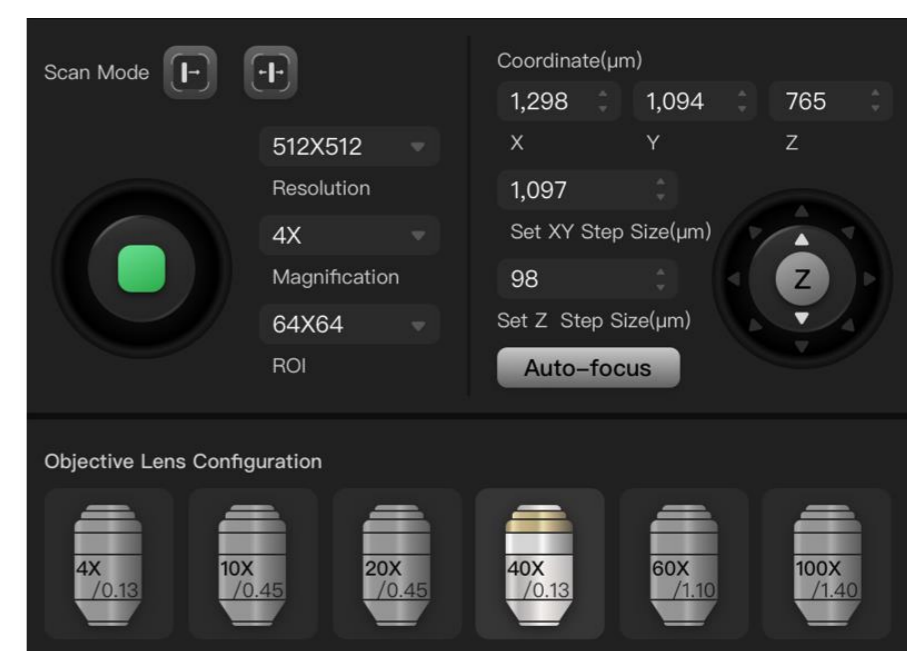 Scan Mode
512X512
Resolution
4X
Magnification
64X64
ROI
Coordinate(μm)
1,298 1,094 765
X Y Z
1,097
Set XY Step Size(μm)
98
Set Z Step Size(μm)
Auto-focus
Z
Objective Lens Configuration
4X
/0.13
10X
/0.45
20X
/0.45
40X
/0.13
60X
/1.10
100X
/1.40